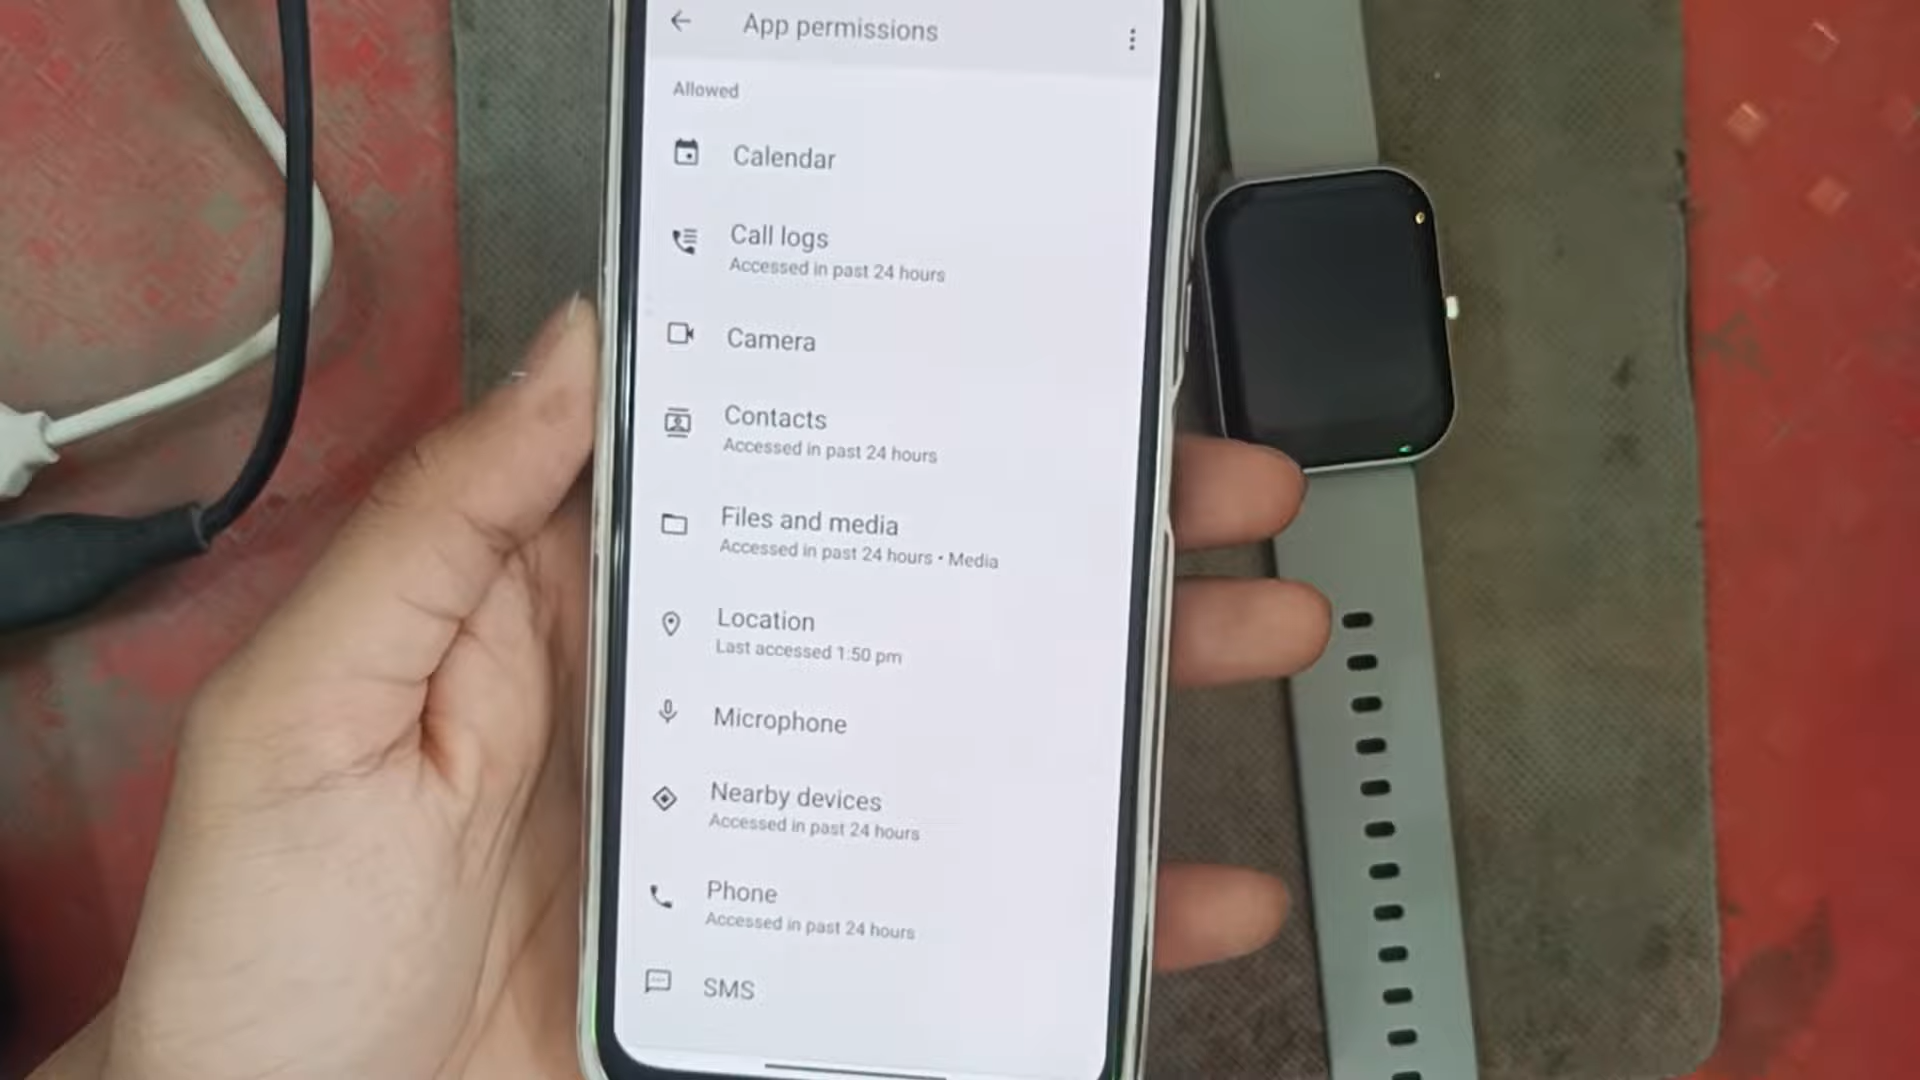 App permissions
Allowed
Calendar
Call logs
Accessed in past 24 hours
Camera
Contacts
Accessed in past 24 hours
Files and media
Accessed in past 24 hours • Media
Location
Last accessed 1:50 pm
Microphone
Nearby devices
Accessed in past 24 hours
Phone
Accessed in past 24 hours
SMS